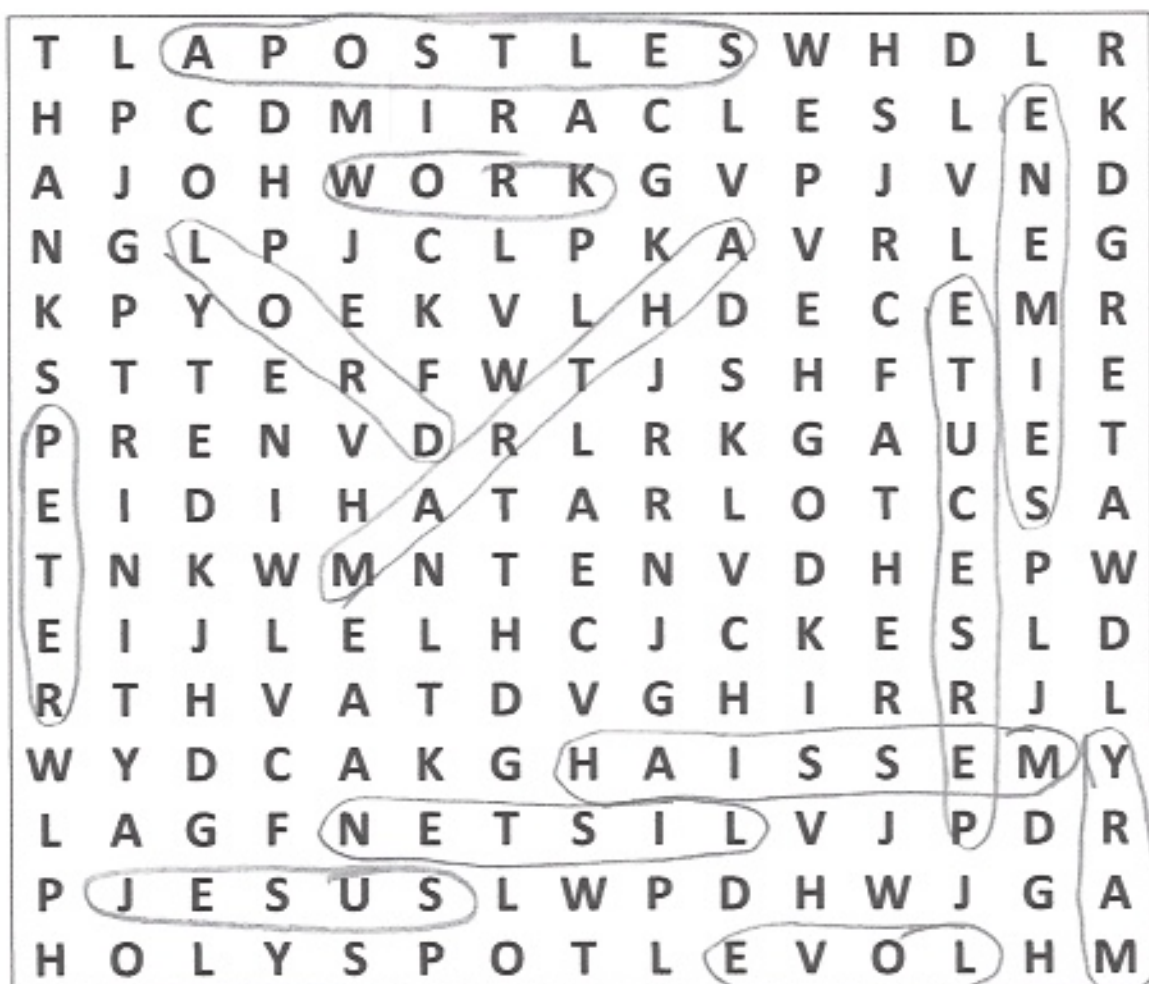 T L A P O S T L E S W H D L R
H P C D M I R A C L E S L E K
A J O H W O R K G V P J V N D
N G L P J C L P K A V R L E G
K P Y O E K V L H D E C E M R
S T T E R F W T J S H F T I E
P R E N V D R L R K G A U E T
E I D I H A T A R L O T C S A
T N K W M N T E N V D H E P W
E I J L E L H C J C K E S L D
R T H V A T D V G H I R R J L
W Y D C A K G H A I S S E M Y
L A G F N E T S I L V J P D R
P J E S U S L W P D H W J G A
H O L Y S P O T L E V O L H M